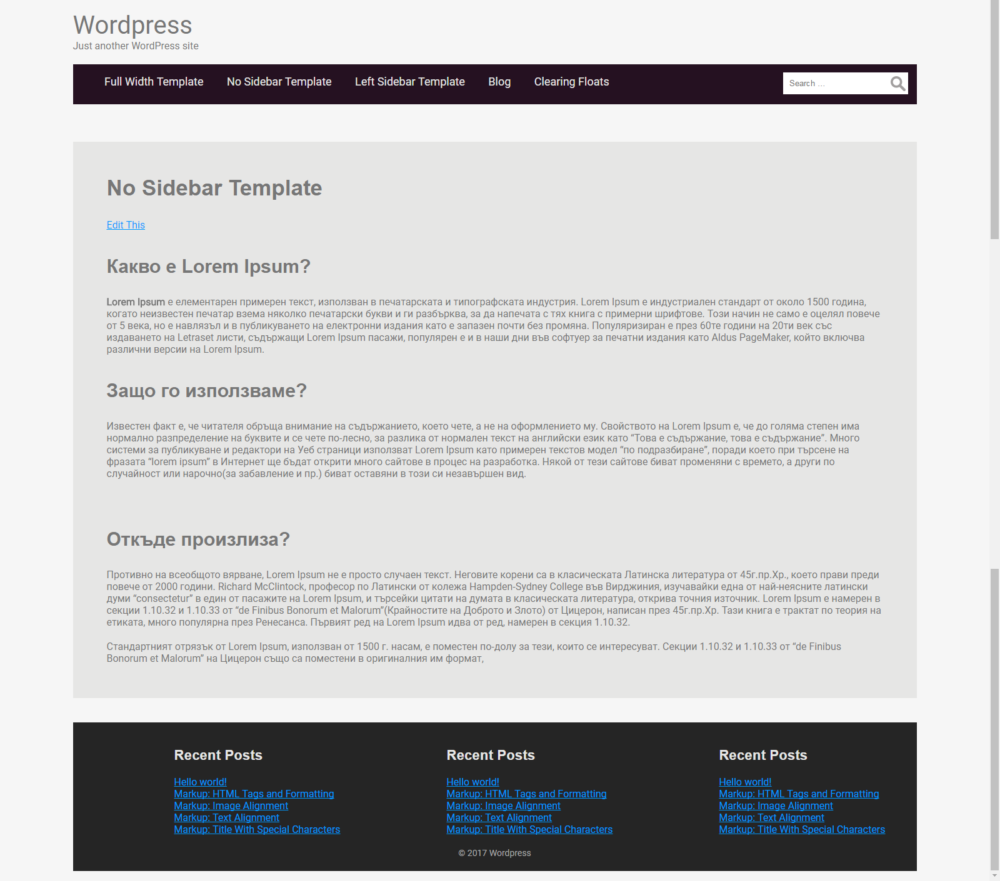 Wordpress
Just another WordPress site
Full Width Template No Sidebar Template Left Sidebar Template Blog Clearing Floats Search ...
No Sidebar Template
Edit This
Какво е Lorem Ipsum?
Lorem Ipsum е елементарен примерен текст, използван в печатарската и типографската индустрия. Lorem Ipsum е индустриален стандарт от около 1500 година,
когато неизвестен печатар взема няколко печатарски букви и ги разбърква, за да напечата с тях книга с примерни шрифтове. Този начин не само е оцелял повече
от 5 века, но е навлязъл и в публикуването на електронни издания като е запазен почти без промяна. Популяризиран е през 60те години на 20ти век със
издаването на Letraset листи, съдържащи Lorem Ipsum пасажи, популярен е и в наши дни във софтуер за печатни издания като Aldus PageMaker, който включва
различни версии на Lorem Ipsum.
Защо го използваме?
Известен факт е, че читателя обръща внимание на съдържанието, което чете, а не на оформлението му. Свойството на Lorem Ipsum е, че до голяма степен има
нормално разпределение на буквите и се чете по-лесно, за разлика от нормален текст на английски език като “Това е съдържание, това е съдържание”. Много
системи за публикуване и редактори на Уеб страници използват Lorem Ipsum като примерен текстов модел “по подразбиране”, поради което при търсене на
фразата “lorem ipsum” в Интернет ще бъдат открити много сайтове в процес на разработка. Някой от тези сайтове биват променяни с времето, а други по
случайност или нарочно(за забавление и пр.) биват оставяни в този си незавършен вид.
Откъде произлиза?
Противно на всеобщото вярване, Lorem Ipsum не е просто случаен текст. Неговите корени са в класическата Латинска литература от 45г.пр.Хр., което прави преди
повече от 2000 години. Richard McClintock, професор по Латински от колежа Hampden-Sydney College във Вирджиния, изучавайки една от най-неясните латински
думи “consectetur” в един от пасажите на Lorem Ipsum, и търсейки цитати на думата в класическата литература, открива точния източник. Lorem Ipsum е намерен в
секции 1.10.32 и 1.10.33 от “de Finibus Bonorum et Malorum”(Крайностите на Доброто и Злото) от Цицерон, написан през 45г.пр.Хр. Тази книга е трактат по теория на
етиката, много популярна през Ренесанса. Първият ред на Lorem Ipsum идва от ред, намерен в секция 1.10.32.
Стандартният отрязък от Lorem Ipsum, използван от 1500 г. насам, е поместен по-долу за тези, които се интересуват. Секции 1.10.32 и 1.10.33 от “de Finibus
Bonorum et Malorum” на Цицерон също са поместени в оригиналния им формат,
Recent Posts
Hello world!
Markup: HTML Tags and Formatting
Markup: Image Alignment
Markup: Text Alignment
Markup: Title With Special Characters
Recent Posts
Hello world!
Markup: HTML Tags and Formatting
Markup: Image Alignment
Markup: Text Alignment
Markup: Title With Special Characters
Recent Posts
Hello world!
Markup: HTML Tags and Formatting
Markup: Image Alignment
Markup: Text Alignment
Markup: Title With Special Characters
© 2017 Wordpress